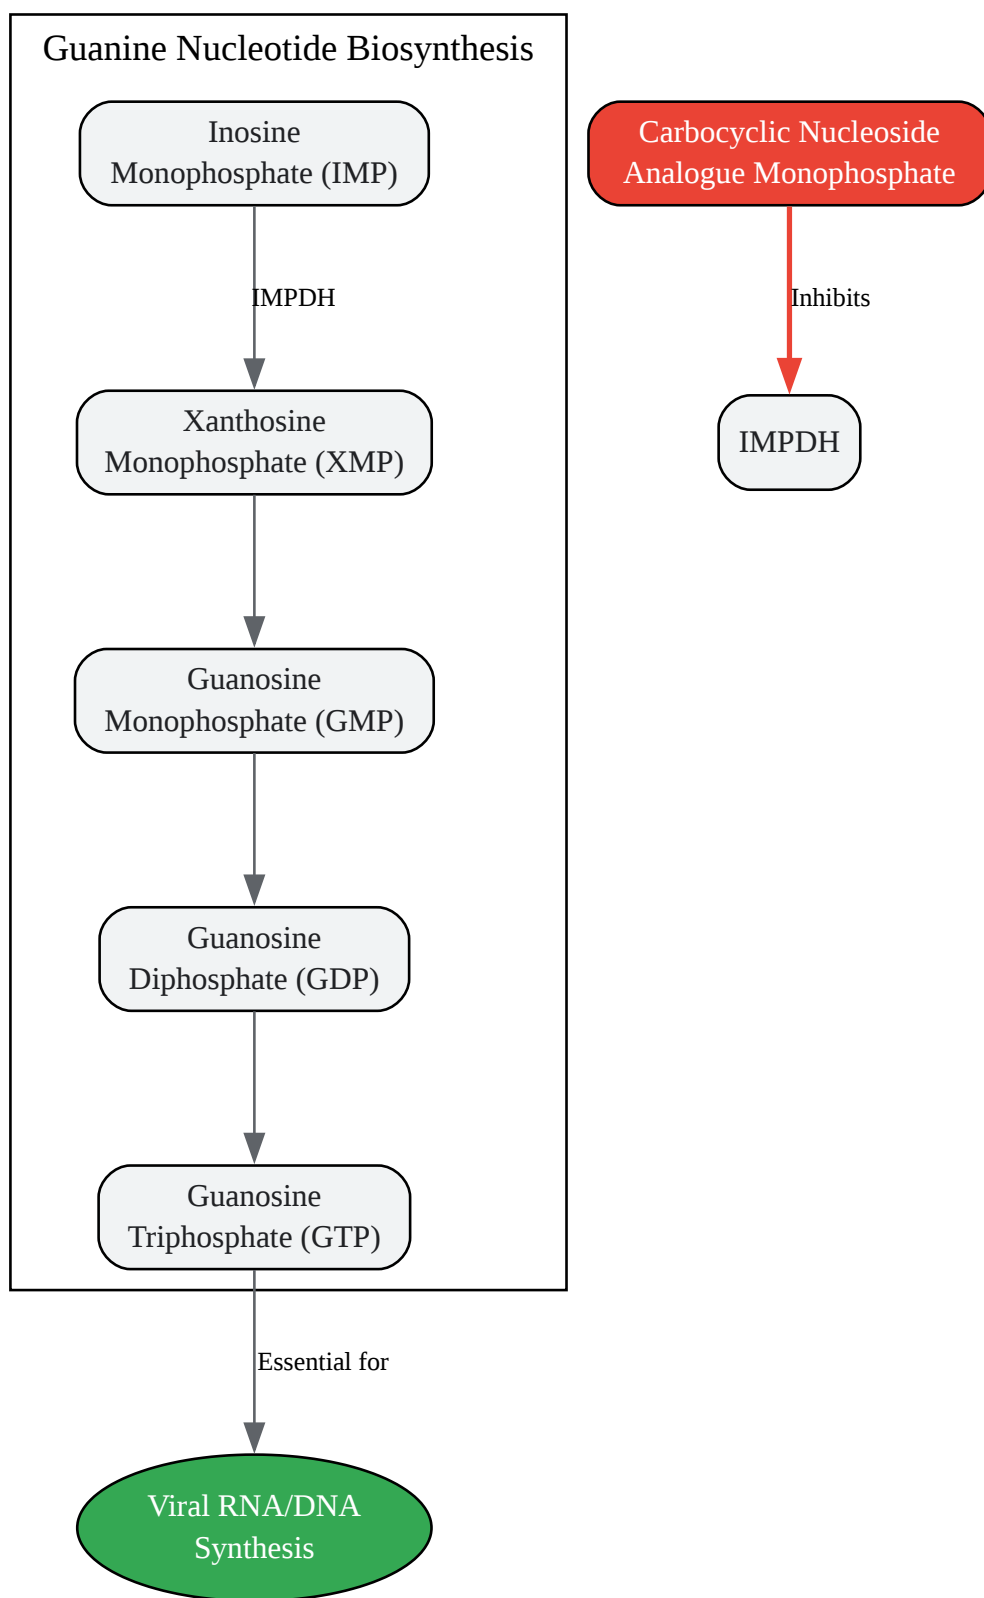 Guanine Nucleotide Biosynthesis
Inosine
Monophosphate (IMP)
IMPDH
Xanthosine
Monophosphate (XMP)
Guanosine
Monophosphate (GMP)
Guanosine
Diphosphate (GDP)
Guanosine
Triphosphate (GTP)
Essential for
Viral RNA/DNA
Synthesis
Carbocyclic Nucleoside
Analogue Monophosphate
Inhibits
IMPDH